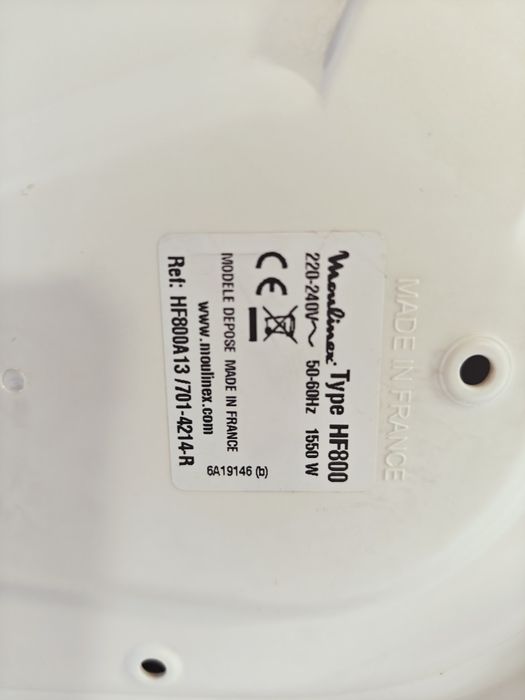 MADE IN FRANCE
Moulinex Type HF800
220-240V~ 50-60Hz 1550 W
CE
MODELE DEPOSE MADE IN FRANCE
www.moulinex.com 6A19146 (b)
Ref: HF800A13 /701-4214-R